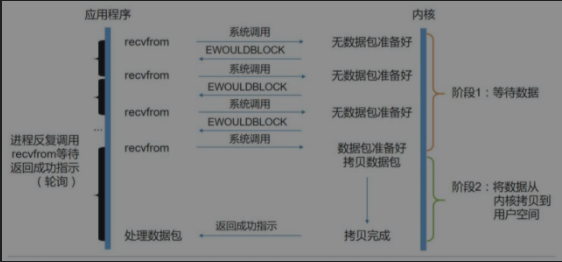 应用程序
内核
recvfrom
系统调用
无数据包准备好
EWOULDBLOCK
recvfrom
系统调用
无数据包准备好
EWOULDBLOCK
recvfrom
系统调用
无数据包准备好
EWOULDBLOCK
阶段1：等待数据
...
进程反复调用
recvfrom等待
返回成功指示
（轮询）
recvfrom
系统调用
数据包准备好
拷贝数据包
阶段2：将数据从
内核拷贝到
用户空间
处理数据包
返回成功指示
拷贝完成